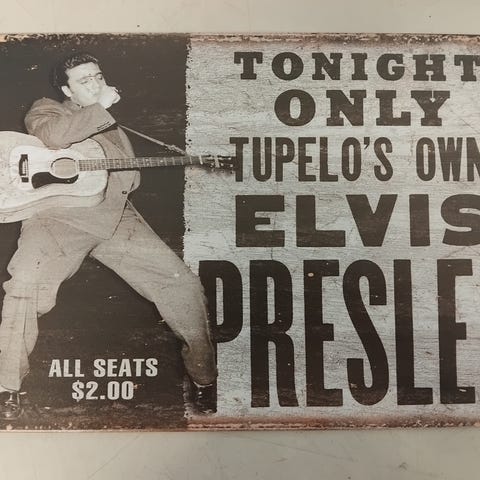 TONIGHT
ONLY
TUPELO'S OWN
ELVIS
PRESLE
ALL SEATS
$2.00